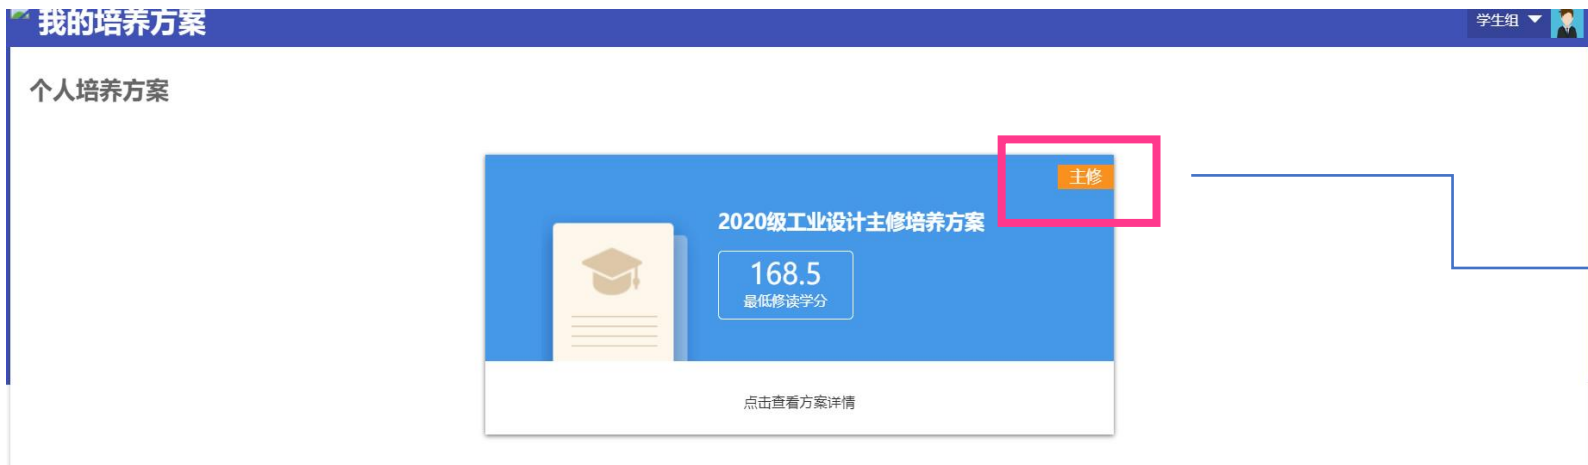 我的培养方案
学生组
个人培养方案
主修
2020级工业设计主修培养方案
168.5
最低修读学分
点击查看方案详情